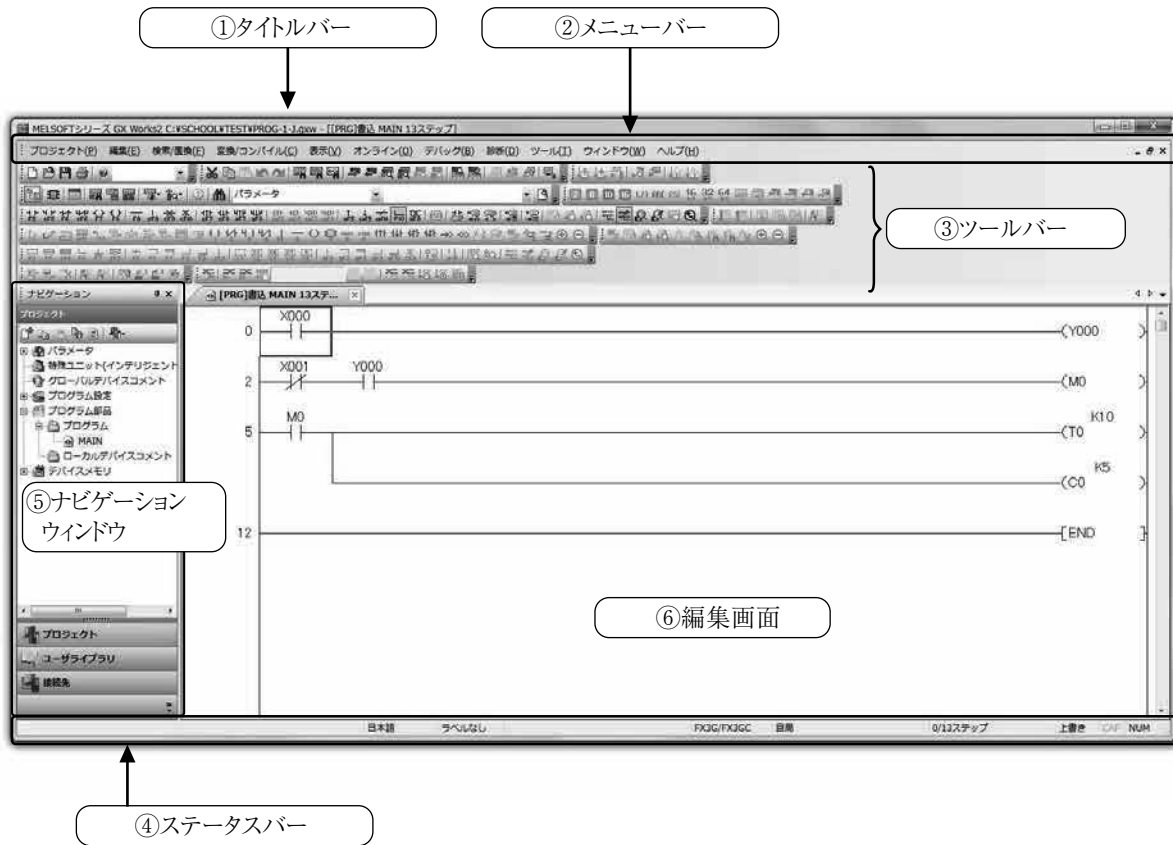 ①タイトルバー
②メニューバー
MELSOFTシリーズ GX Works2 C:¥SCHOOL¥TEST¥PROG-1-J.gxw - [[PRG]書込 MAIN 13ステップ]
プロジェクト(P) 編集(E) 検索/置換(F) 変換/コンパイル(C) 表示(V) オンライン(O) デバッグ(B) 診断(D) ツール(T) ウィンドウ(W) ヘルプ(H)
パラメータ
16 32 64
③ツールバー
ナビゲーション
[PRG]書込 MAIN 13ステ...
プロジェクト
パラメータ
特殊ユニット(インテリジェント
グローバルデバイスコメント
プログラム設定
プログラム部品
プログラム
MAIN
ローカルデバイスコメント
デバイスメモリ
⑤ナビゲーション
ウィンドウ
プロジェクト
ユーザライブラリ
接続先
X000
0 (Y000 )
X001 Y000
2 (M0 )
M0 K10
5 (T0 )
K5
(C0 )
12 [END ]
⑥編集画面
日本語 ラベルなし FX3G/FX3GC 自局 0/13ステップ 上書き CAP NUM
④ステータスバー